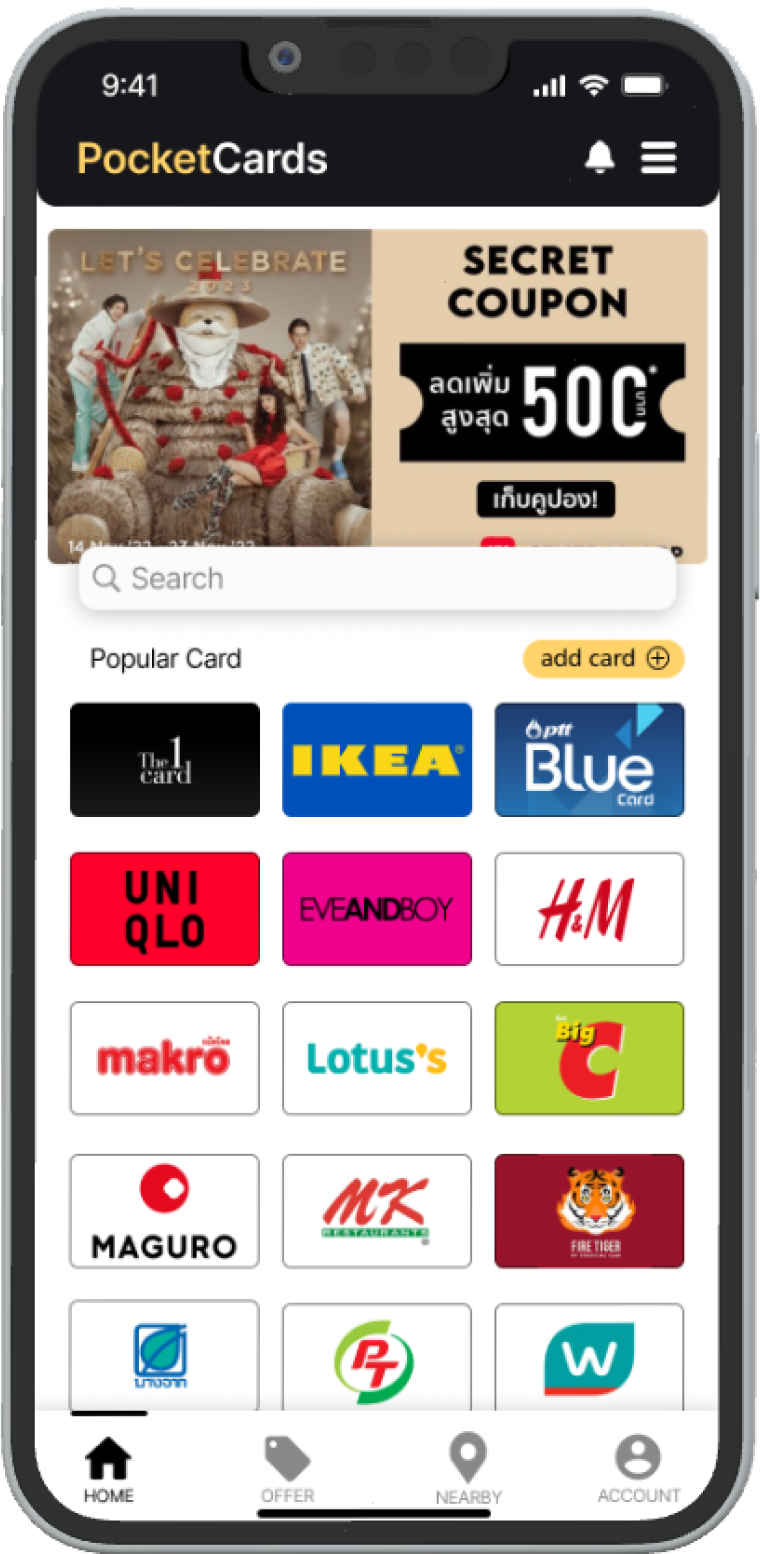 9:41
PocketCards
LET'S CELEBRATE
2023
SECRET
COUPON
ลดเพิ่ม
สูงสุด
500*
บาท
เก็บคูปอง!
14 Nov '22 - 23 Nov '22
Search
Popular Card
add card
The 1
card
IKEA®
ptt
Blue
Card
UNI
QLO
EVEANDBOY
H&M
makro
Lotus's
Big
C
MAGURO
MK
RESTAURANTS
FIRE TIGER
บางจาก
PT
W
HOME
OFFER
NEARBY
ACCOUNT